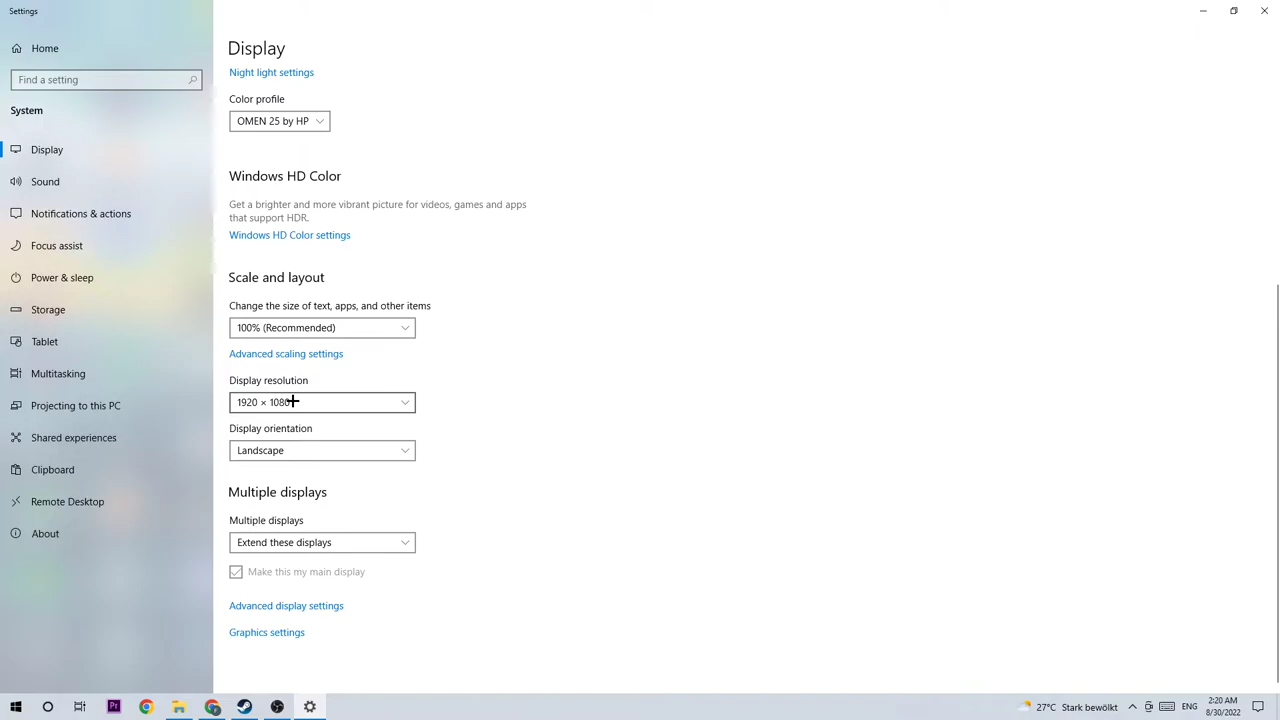 Settings
Home
Find a setting
System
Display
Sound
Notifications & actions
Focus assist
Power & sleep
Storage
Tablet
Multitasking
Projecting to this PC
Shared experiences
Clipboard
Remote Desktop
About
Display
Night light settings
Color profile
OMEN 25 by HP
Windows HD Color
Get a brighter and more vibrant picture for videos, games and apps
that support HDR.
Windows HD Color settings
Scale and layout
Change the size of text, apps, and other items
100% (Recommended)
Advanced scaling settings
Display resolution
1920 × 1080
Display orientation
Landscape
Multiple displays
Multiple displays
Extend these displays
Make this my main display
Advanced display settings
Graphics settings
Pr
27°C Stark bewölkt
ENG
2:20 AM
8/30/2022